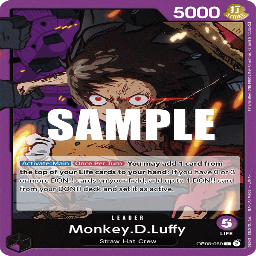 5000
SAMPLE
Activate: Main Once Per Turn You may add 1 card from
the top of your Life cards to your hand: If you have 0 or 3
or more DON!! cards on your field, add up to 1 DON!!
card from your DON!! deck and set it as active.
LEADER
Monkey.D.Luffy
Straw Hat Crew
5
LIFE